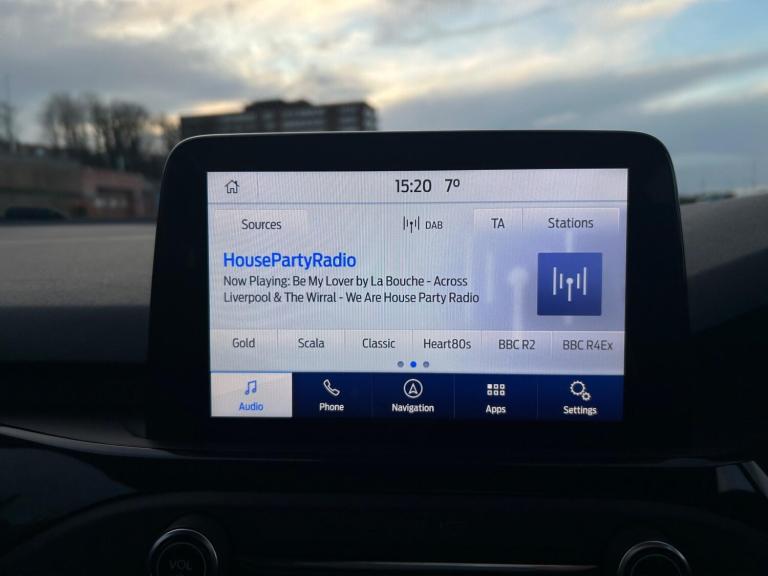 15:20 7°
Sources DAB TA Stations
HousePartyRadio
Now Playing: Be My Lover by La Bouche - Across
Liverpool & The Wirral - We Are House Party Radio
Gold Scala Classic Heart80s BBC R2 BBC R4Ex
Audio Phone Navigation Apps Settings
VOL